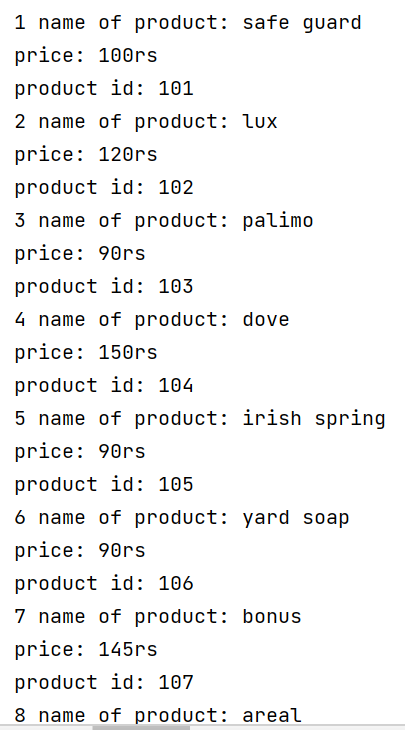 1 name of product: safe guard
price: 100rs
product id: 101
2 name of product: lux
price: 120rs
product id: 102
3 name of product: palimo
price: 90rs
product id: 103
4 name of product: dove
price: 150rs
product id: 104
5 name of product: irish spring
price: 90rs
product id: 105
6 name of product: yard soap
price: 90rs
product id: 106
7 name of product: bonus
price: 145rs
product id: 107
8 name of product: areal